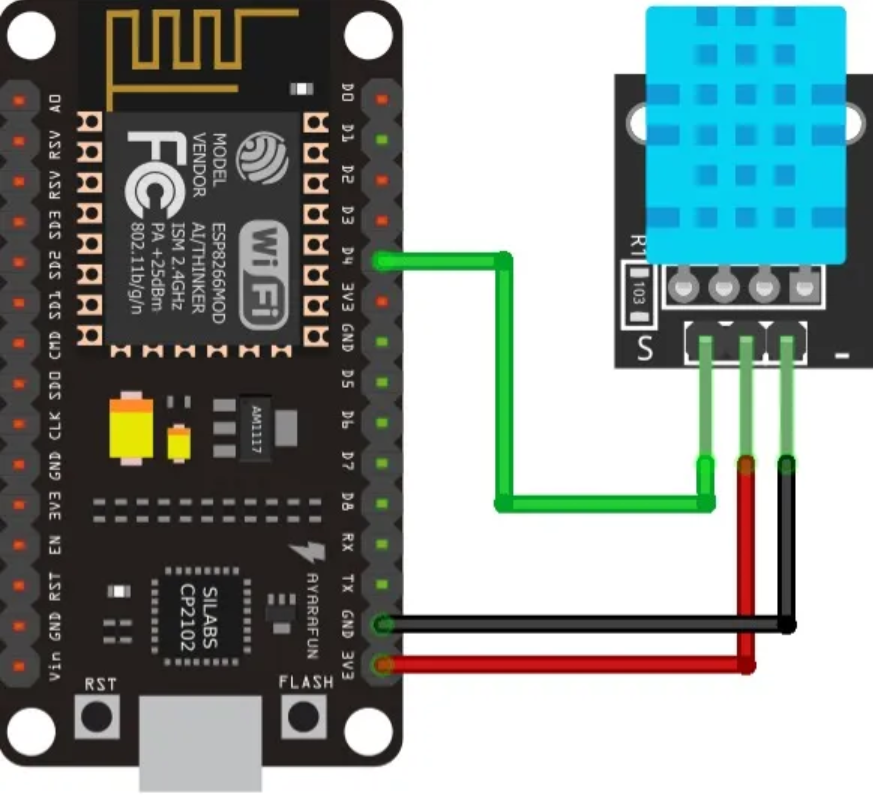 A0
RSV
RSV
SD3
SD2
SD1
CMD
SD0
CLK
GND
3V3
EN
RST
GND
Vin
D0
D1
D2
D3
D4
3V3
GND
D5
D6
D7
D8
RX
TX
GND
3V3
FC
MODEL
VENDOR
ESP8266MOD
AI/THINKER
ISM 2.4GHz
PA +25dBm
802.11b/g/n
Wi Fi
AM1117
SILABS
CP2102
AYARAFUN
RST
FLASH
R1
103
S
-